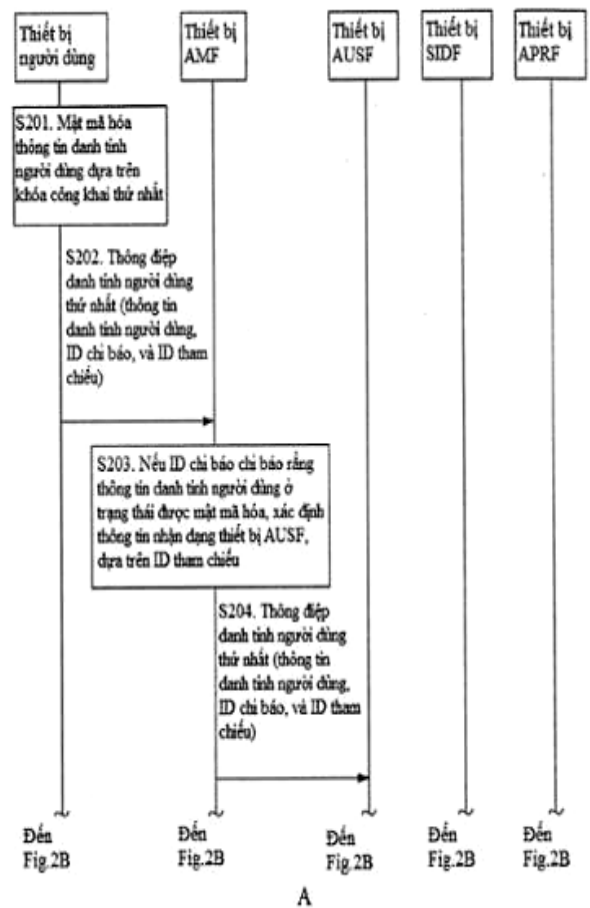 Thiết bị
người dùng
Thiết bị
AMF
Thiết bị
AUSF
Thiết bị
SIDF
Thiết bị
APRF
S201. Mật mã hóa
thông tin danh tính
người dùng dựa trên
khóa công khai thứ nhất
S202. Thông điệp
danh tính người dùng
thứ nhất (thông tin
danh tính người dùng,
ID chỉ báo, và ID tham
chiếu)
S203. Nếu ID chỉ báo chỉ báo rằng
thông tin danh tính người dùng ở
trạng thái được mật mã hóa, xác định
thông tin nhận dạng thiết bị AUSF,
dựa trên ID tham chiếu
S204. Thông điệp
danh tính người dùng
thứ nhất (thông tin
danh tính người dùng,
ID chỉ báo, và ID tham
chiếu)
Đến
Fig.2B
Đến
Fig.2B
Đến
Fig.2B
Đến
Fig.2B
Đến
Fig.2B
A